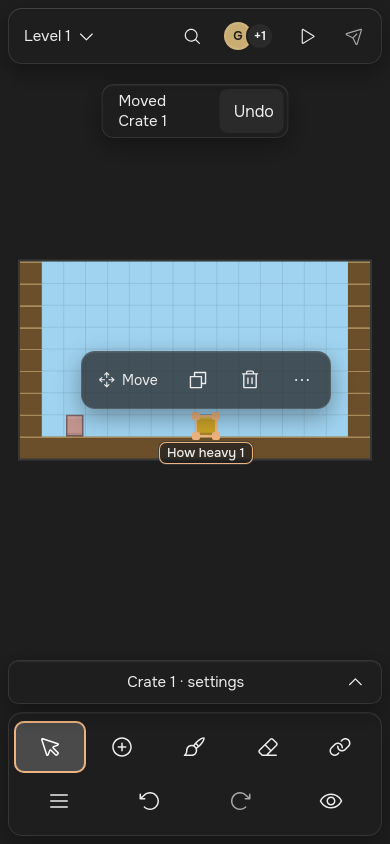 Level 1
G
+1
Moved
Crate 1
Undo
Move
How heavy 1
Crate 1 · settings